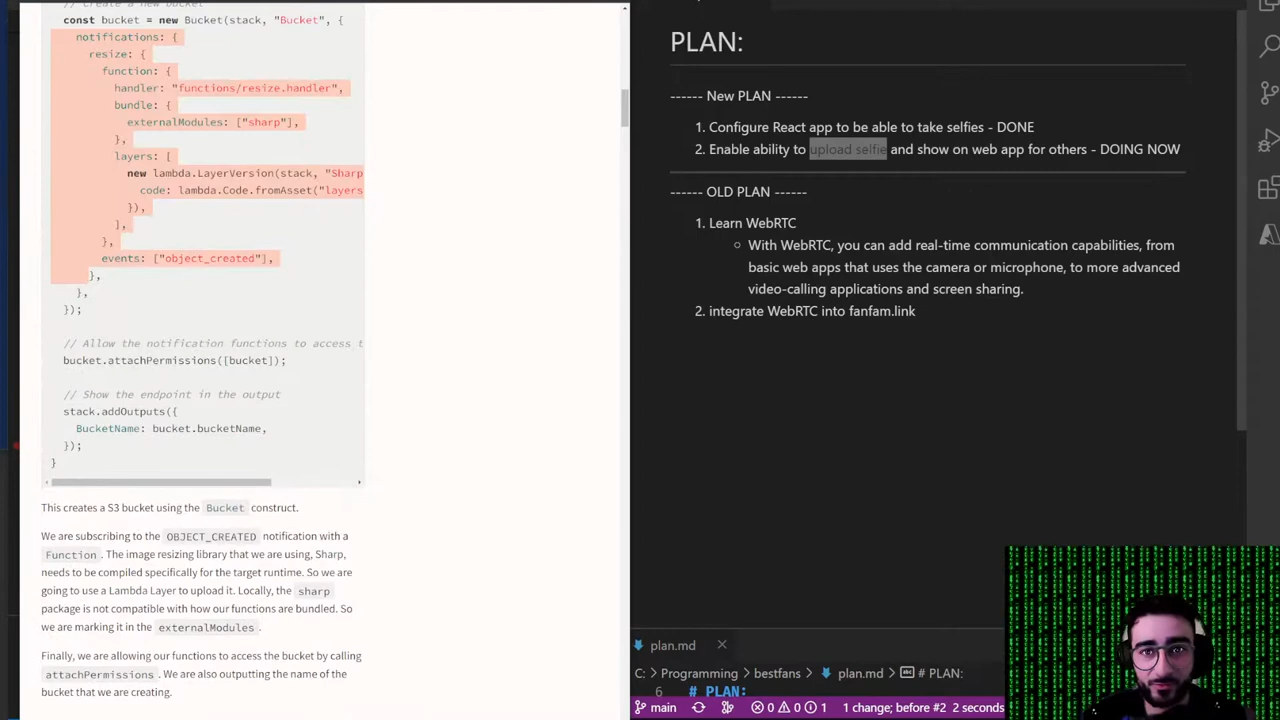 // Create a new bucket
const bucket = new Bucket(stack, "Bucket", {
notifications: {
resize: {
function: {
handler: "functions/resize.handler",
bundle: {
externalModules: ["sharp"],
},
layers: [
new lambda.LayerVersion(stack, "Sharp
code: lambda.Code.fromAsset("layers
}),
],
},
events: ["object_created"],
},
},
});
// Allow the notification functions to access t
bucket.attachPermissions([bucket]);
// Show the endpoint in the output
stack.addOutputs({
BucketName: bucket.bucketName,
});
}
This creates a S3 bucket using the Bucket construct.
We are subscribing to the OBJECT_CREATED notification with a
Function. The image resizing library that we are using, Sharp,
needs to be compiled specifically for the target runtime. So we are
going to use a Lambda Layer to upload it. Locally, the sharp
package is not compatible with how our functions are bundled. So
we are marking it in the externalModules.
Finally, we are allowing our functions to access the bucket by calling
attachPermissions. We are also outputting the name of the
bucket that we are creating.
PLAN:
------ New PLAN ------
1. Configure React app to be able to take selfies - DONE
2. Enable ability to upload selfie and show on web app for others - DOING NOW
------ OLD PLAN ------
1. Learn WebRTC
○ With WebRTC, you can add real-time communication capabilities, from
basic web apps that uses the camera or microphone, to more advanced
video-calling applications and screen sharing.
2. integrate WebRTC into fanfam.link
plan.md
C: > Programming > bestfans > plan.md > # PLAN:
6 # PLAN:
main 0 0 1 1 change; before #2 2 seconds